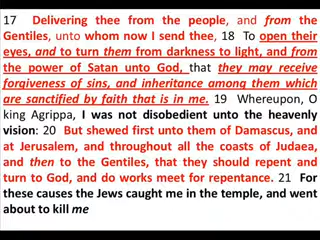 17 Delivering thee from the people, and from the
Gentiles, unto whom now I send thee, 18 To open their
eyes, and to turn them from darkness to light, and from
the power of Satan unto God, that they may receive
forgiveness of sins, and inheritance among them which
are sanctified by faith that is in me. 19 Whereupon, O
king Agrippa, I was not disobedient unto the heavenly
vision: 20 But shewed first unto them of Damascus, and
at Jerusalem, and throughout all the coasts of Judaea,
and then to the Gentiles, that they should repent and
turn to God, and do works meet for repentance. 21 For
these causes the Jews caught me in the temple, and went
about to kill me